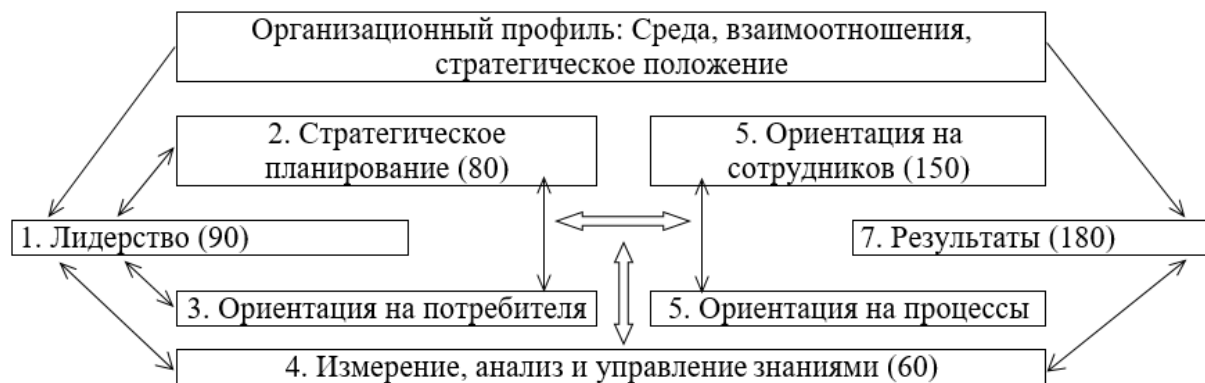 Организационный профиль: Среда, взаимоотношения,
стратегическое положение
2. Стратегическое
планирование (80)
5. Ориентация на
сотрудников (150)
1. Лидерство (90)
7. Результаты (180)
3. Ориентация на потребителя
5. Ориентация на процессы
4. Измерение, анализ и управление знаниями (60)